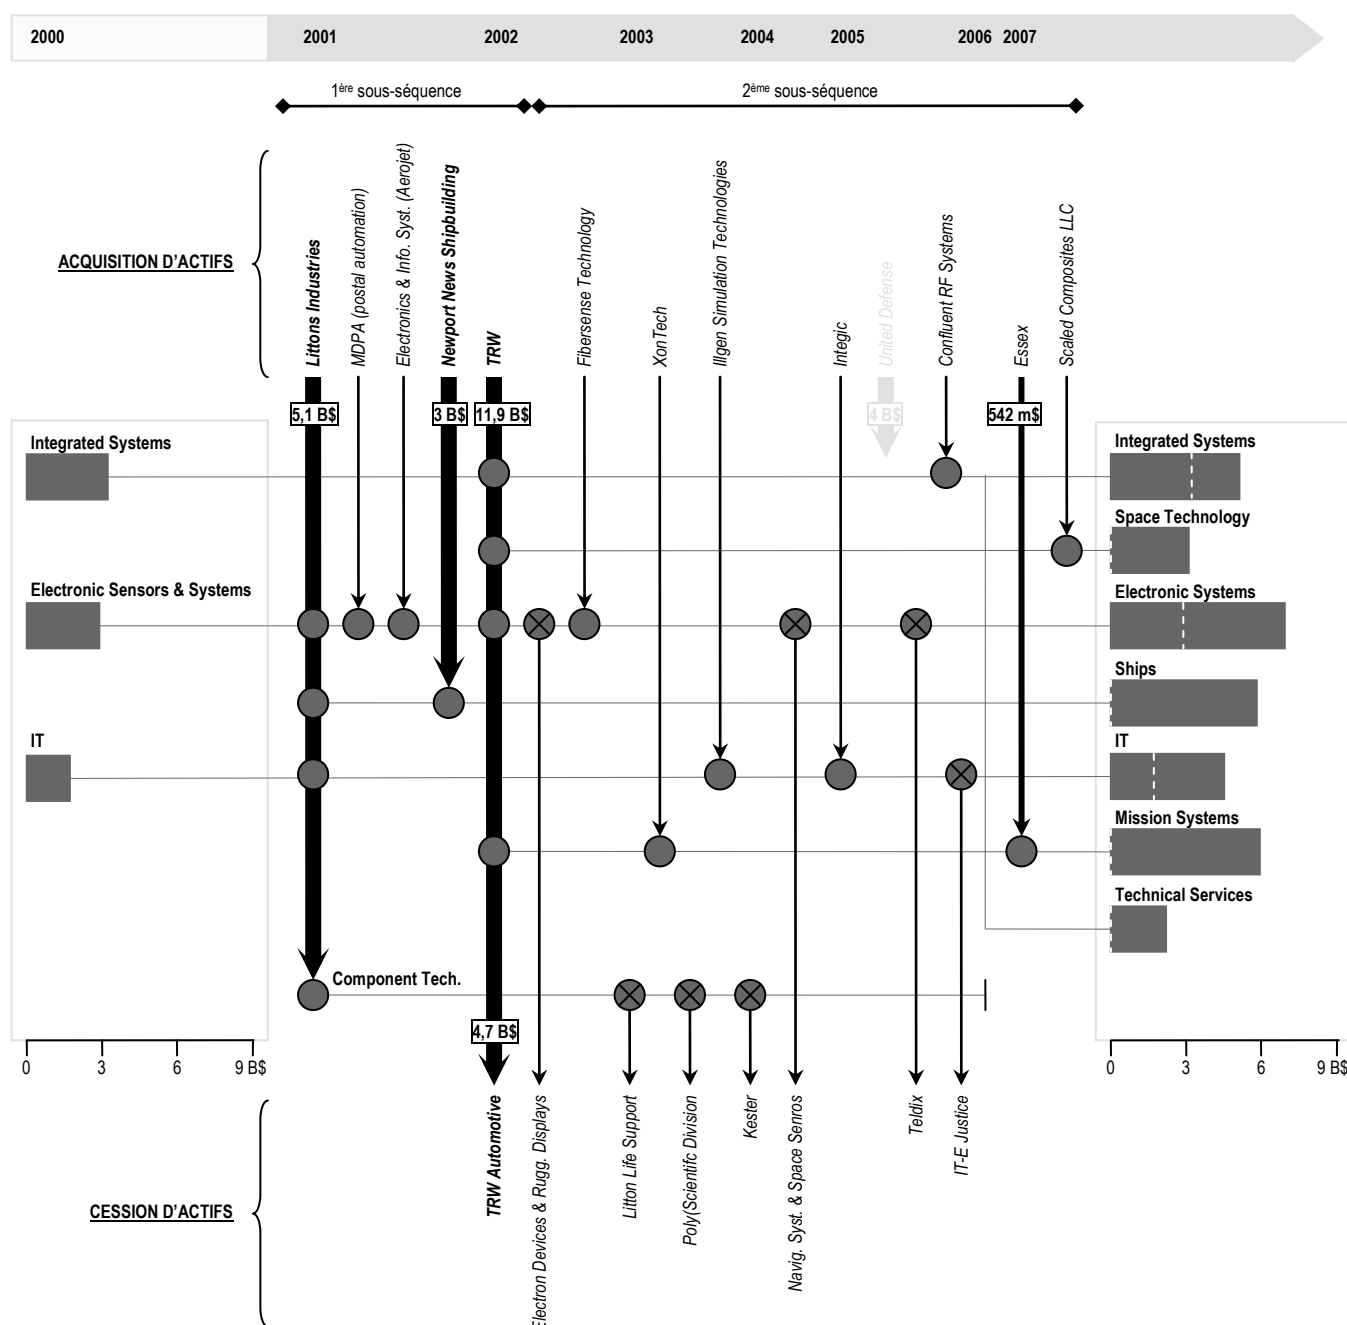 2000 2001 2002 2003 2004 2005 2006 2007
1ère sous-séquence
2ème sous-séquence
ACQUISITION D'ACTIFS
Littons Industries
MDPA (postal automation)
Electronics & Info. Syst. (Aerojet)
Newport News Shipbuilding
TRW
Fibersense Technology
XonTech
Illgen Simulation Technologies
Integic
United Defense
Confluent RF Systems
Essex
Scaled Composites LLC
5,1 B$
3 B$
11,9 B$
4 B$
542 m$
Integrated Systems
Electronic Sensors & Systems
IT
Component Tech.
4,7 B$
Integrated Systems
Space Technology
Electronic Systems
Ships
IT
Mission Systems
Technical Services
0 3 6 9 B$
0 3 6 9 B$
CESSION D'ACTIFS
TRW Automotive
Electron Devices & Rugg. Displays
Litton Life Support
Poly(Scientifc Division
Kester
Navig. Syst. & Space Senros
Teldix
IT-E Justice